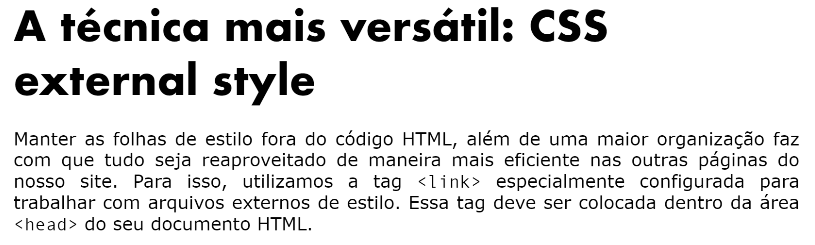 A técnica mais versátil: CSS
external style
Manter as folhas de estilo fora do código HTML, além de uma maior organização faz
com que tudo seja reaproveitado de maneira mais eficiente nas outras páginas do
nosso site. Para isso, utilizamos a tag <link> especialmente configurada para
trabalhar com arquivos externos de estilo. Essa tag deve ser colocada dentro da área
<head> do seu documento HTML.